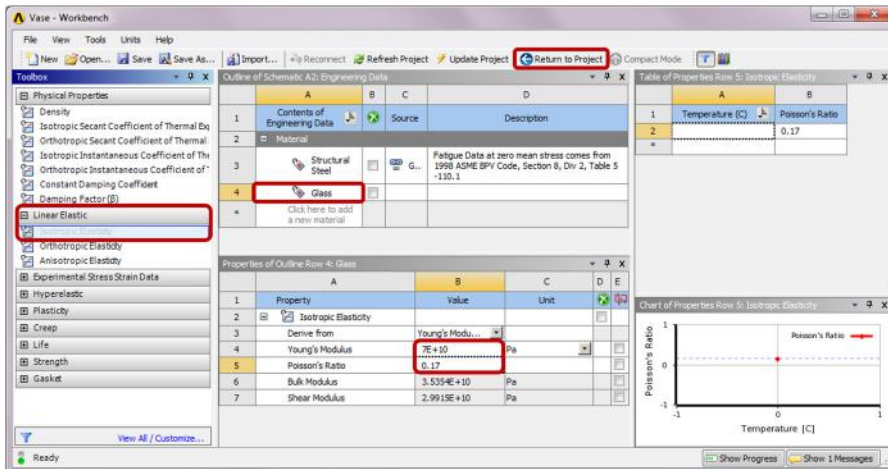 Vase - Workbench
File View Tools Units Help
New Open... Save Save As... Import... Reconnect Refresh Project Update Project Return to Project Compact Mode
Toolbox
Physical Properties
Density
Isotropic Secant Coefficient of Thermal Exp
Orthotropic Secant Coefficient of Thermal
Isotropic Instantaneous Coefficient of The
Orthotropic Instantaneous Coefficient of
Constant Damping Coefficient
Damping Factor (β)
Linear Elastic
Isotropic Elasticity
Orthotropic Elasticity
Anisotropic Elasticity
Experimental Stress Strain Data
Hyperelastic
Plasticity
Creep
Life
Strength
Gasket
View All / Customize...
Outline of Schematic A2: Engineering Data
A B C D
1 Contents of Engineering Data Source Description
2 Material
3 Structural Steel G... Fatigue Data at zero mean stress comes from
1998 ASME BPV Code, Section 8, Div 2, Table 5
-110.1
4 Glass
* Click here to add
a new material
Properties of Outline Row 4: Glass
A B C D E
1 Property Value Unit
2 Isotropic Elasticity
3 Derive from Young's Modu...
4 Young's Modulus 7E+10 Pa
5 Poisson's Ratio 0.17
6 Bulk Modulus 3.5354E+10 Pa
7 Shear Modulus 2.9915E+10 Pa
Table of Properties Row 5: Isotropic Elasticity
A B
1 Temperature (C) Poisson's Ratio
2 0.17
*
Chart of Properties Row 5: Isotropic Elasticity
Poisson's Ratio
1
0
-1
Poisson's Ratio
-1 0 1
Temperature [C]
Ready
Show Progress Show 1 Messages